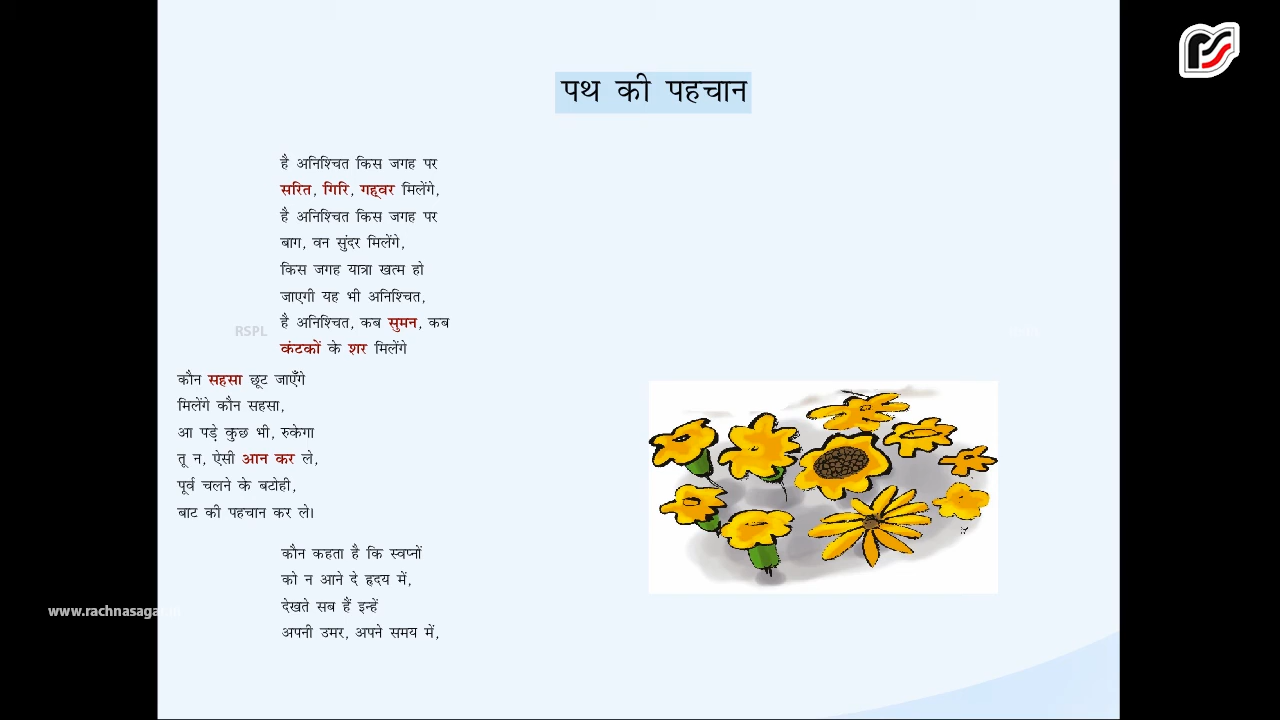 पथ की पहचान
है अनिश्चित किस जगह पर
सरित, गिरि, गह्वर मिलेंगे,
है अनिश्चित किस जगह पर
बाग, वन सुंदर मिलेंगे,
किस जगह यात्रा खत्म हो
जाएगी यह भी अनिश्चित,
है अनिश्चित, कब सुमन, कब
कंटकों के शर मिलेंगे
कौन सहसा छूट जाएँगे
मिलेंगे कौन सहसा,
आ पड़े कुछ भी, रुकेगा
तू न, ऐसी आन कर ले,
पूर्व चलने के बटोही,
बाट की पहचान कर ले।
कौन कहता है कि स्वप्नों
को न आने दे हृदय में,
देखते सब हैं इन्हें
अपनी उमर, अपने समय में,
RSPL